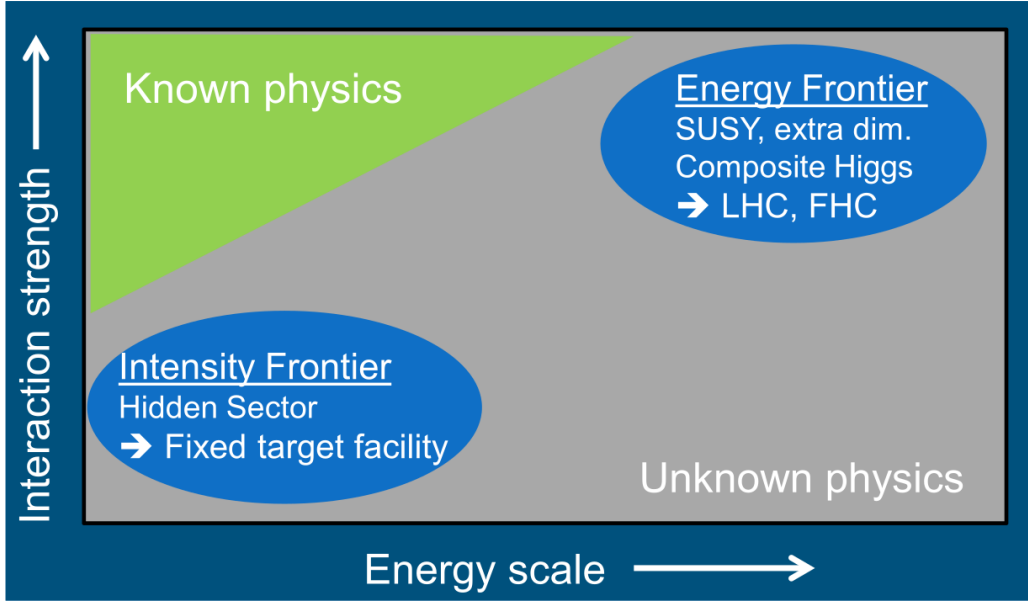 Known physics
Energy Frontier
SUSY, extra dim.
Composite Higgs
➔ LHC, FHC
Interaction strength
Intensity Frontier
Hidden Sector
➔ Fixed target facility
Unknown physics
Energy scale